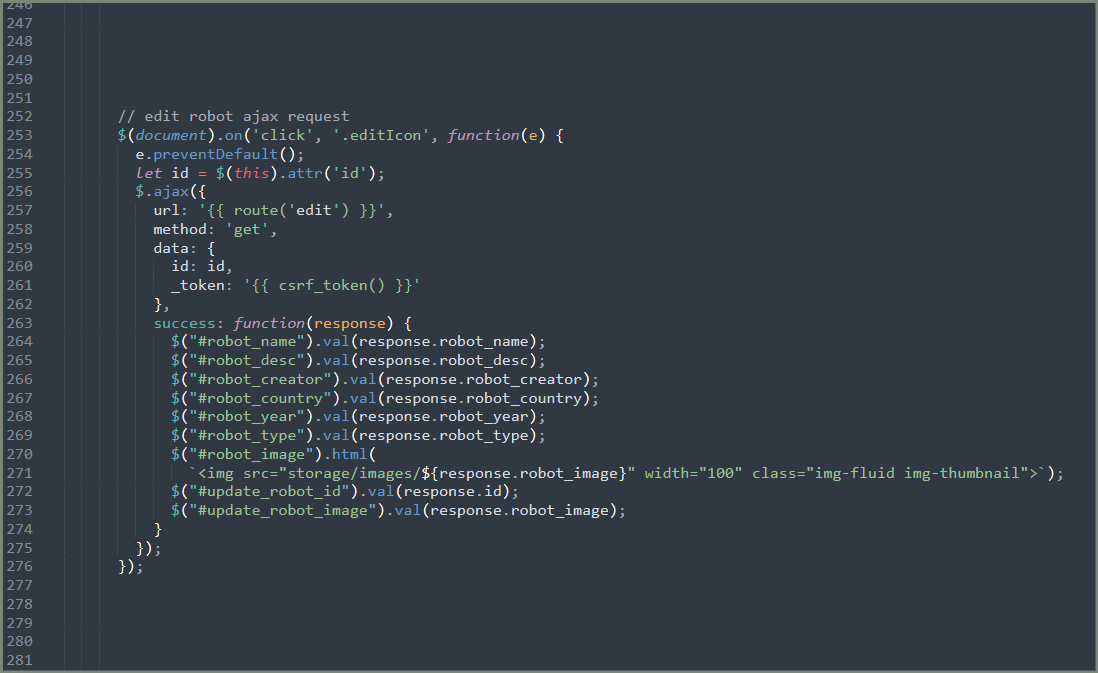 246
247
248
249
250
251
252 // edit robot ajax request
253 $(document).on('click', '.editIcon', function(e) {
254 e.preventDefault();
255 let id = $(this).attr('id');
256 $.ajax({
257 url: '{{ route('edit') }}',
258 method: 'get',
259 data: {
260 id: id,
261 _token: '{{ csrf_token() }}'
262 },
263 success: function(response) {
264 $("#robot_name").val(response.robot_name);
265 $("#robot_desc").val(response.robot_desc);
266 $("#robot_creator").val(response.robot_creator);
267 $("#robot_country").val(response.robot_country);
268 $("#robot_year").val(response.robot_year);
269 $("#robot_type").val(response.robot_type);
270 $("#robot_image").html(
271 `<img src="storage/images/${response.robot_image}" width="100" class="img-fluid img-thumbnail">`);
272 $("#update_robot_id").val(response.id);
273 $("#update_robot_image").val(response.robot_image);
274 }
275 });
276 });
277
278
279
280
281